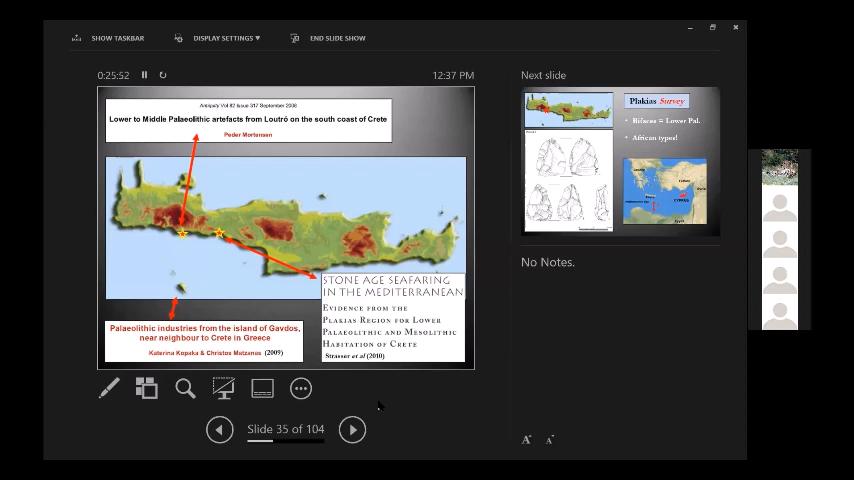 SHOW TASKBAR
DISPLAY SETTINGS ▼
END SLIDE SHOW
0:25:52
12:37 PM
Antiquity Vol 82 Issue 317 September 2008
Lower to Middle Palaeolithic artefacts from Loutró on the south coast of Crete
Peder Mortensen
STONE AGE SEAFARING
IN THE MEDITERRANEAN
EVIDENCE FROM THE
PLAKIAS REGION FOR LOWER
PALAEOLITHIC AND MESOLITHIC
HABITATION OF CRETE
Strasser et al (2010)
Palaeolithic industries from the island of Gavdos,
near neighbour to Crete in Greece
Katerina Kopaka & Christos Matzanas (2009)
Slide 35 of 104
Next slide
Plakias Survey
• Bifaces = Lower Pal.
• African types!
CYPRUS
No Notes.
A
A